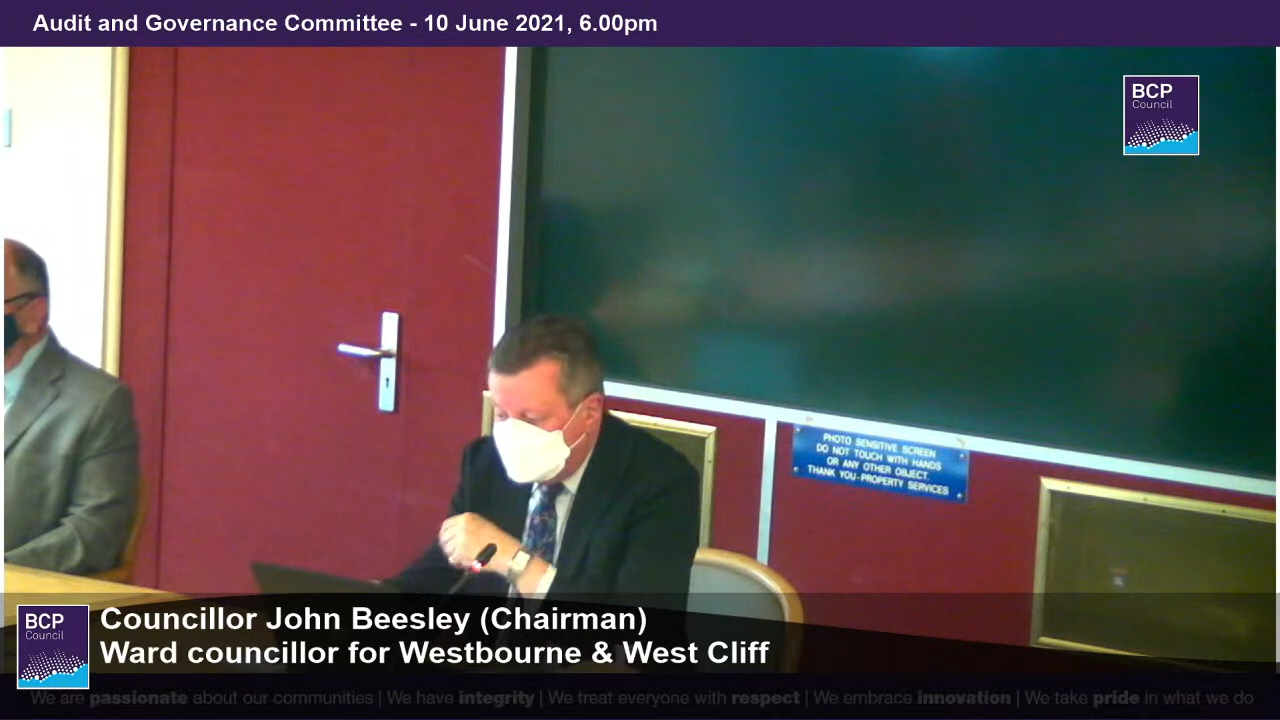 Audit and Governance Committee - 10 June 2021, 6.00pm
BCP
Council
PHOTO SENSITIVE SCREEN
DO NOT TOUCH WITH HANDS
OR ANY OTHER OBJECT.
THANK YOU-PROPERTY SERVICES
BCP
Council
Councillor John Beesley (Chairman)
Ward councillor for Westbourne & West Cliff
We are passionate about our communities | We have integrity | We treat everyone with respect | We embrace innovation | We take pride in what we do